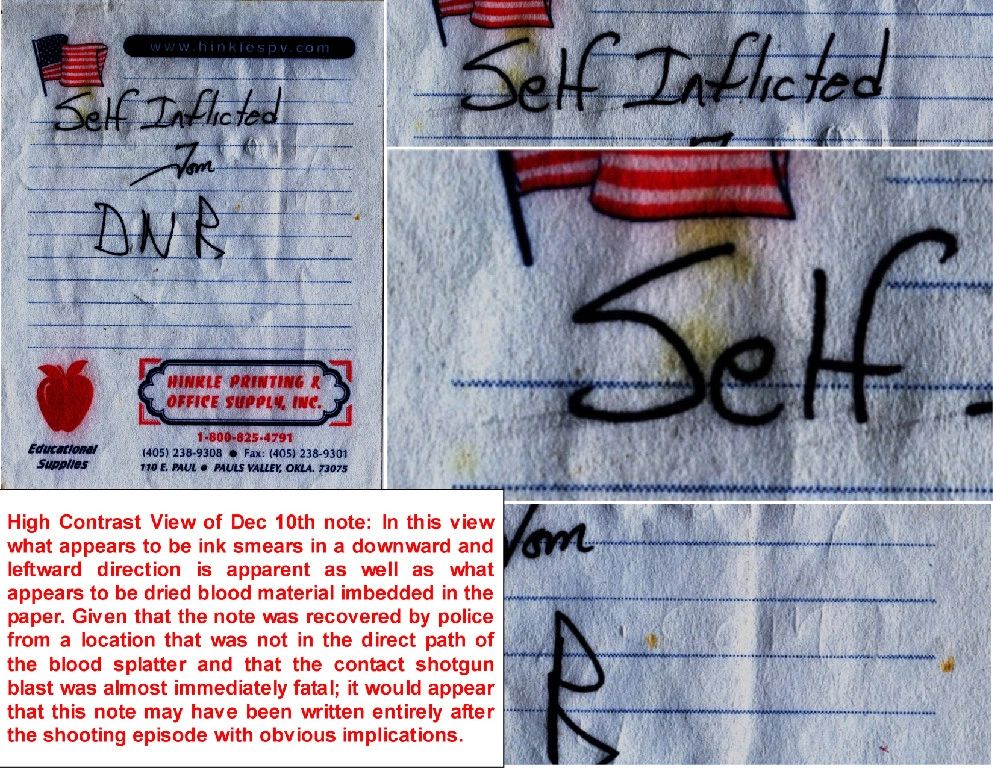 www.hinklespv.com
Self Inflicted
Tom
DNR
Educational
Supplies
HINKLE PRINTING &
OFFICE SUPPLY, INC.
1-800-825-4791
(405) 238-9308 ● Fax: (405) 238-9301
110 E. PAUL ● PAULS VALLEY, OKLA. 73075
Self Inflicted
Self
Tom
R
High Contrast View of Dec 10th note: In this view
what appears to be ink smears in a downward and
leftward direction is apparent as well as what
appears to be dried blood material imbedded in the
paper. Given that the note was recovered by police
from a location that was not in the direct path of
the blood splatter and that the contact shotgun
blast was almost immediately fatal; it would appear
that this note may have been written entirely after
the shooting episode with obvious implications.